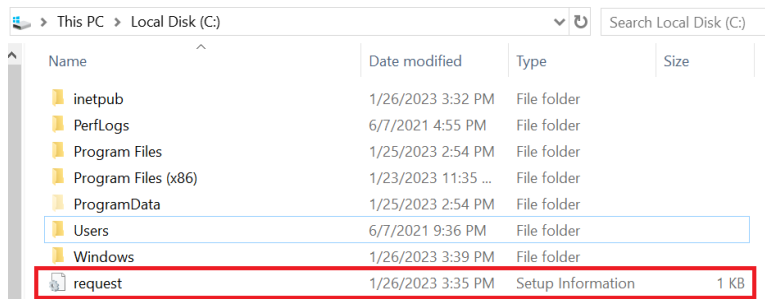 This PC > Local Disk (C:) Search Local Disk (C:)
Name Date modified Type Size
inetpub 1/26/2023 3:32 PM File folder
PerfLogs 6/7/2021 4:55 PM File folder
Program Files 1/25/2023 2:54 PM File folder
Program Files (x86) 1/23/2023 11:35 ... File folder
ProgramData 1/25/2023 2:54 PM File folder
Users 6/7/2021 9:36 PM File folder
Windows 1/26/2023 3:39 PM File folder
request 1/26/2023 3:35 PM Setup Information 1 KB